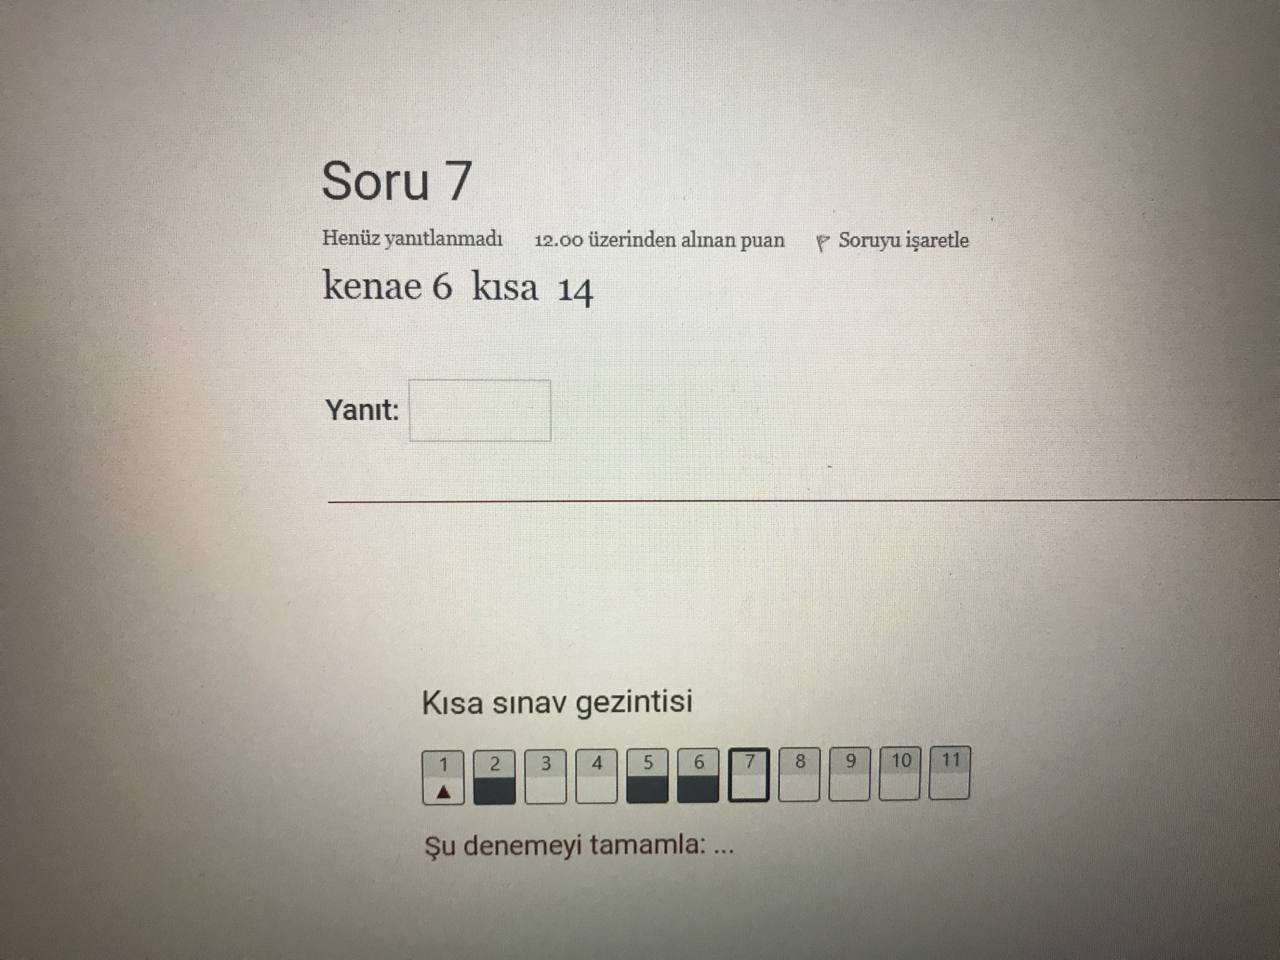 Soru 7
Henüz yanıtlanmadı 12.00 üzerinden alınan puan Soruyu işaretle
kenae 6 kısa 14
Yanıt:
Kısa sınav gezintisi
1 2 3 4 5 6 7 8 9 10 11
Şu denemeyi tamamla: ...